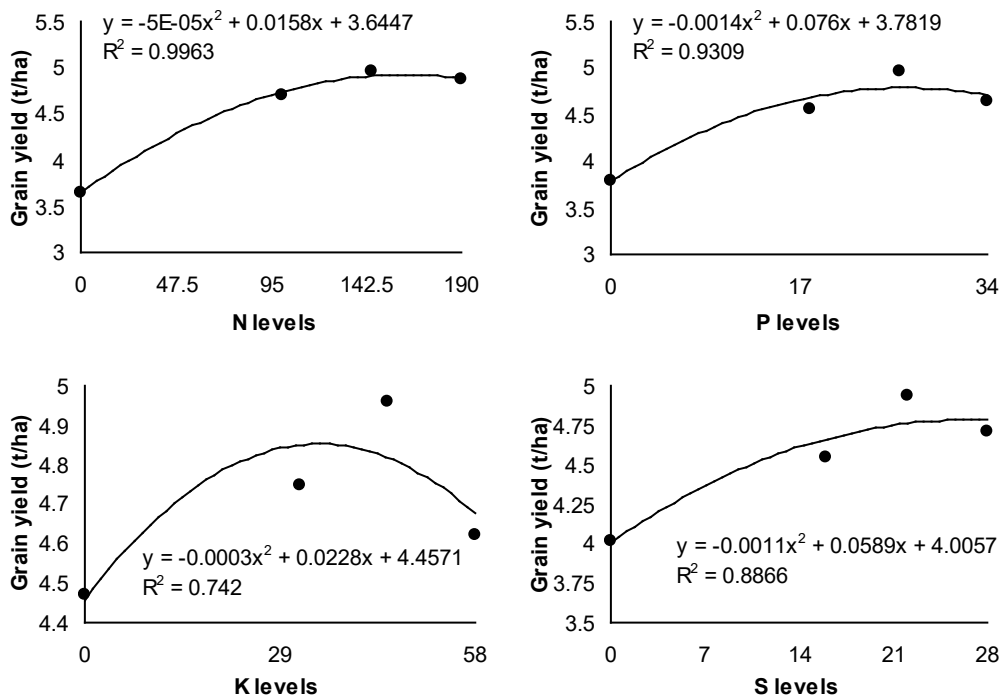 y = -5E-05x² + 0.0158x + 3.6447
R² = 0.9963
Grain yield (t/ha)
5.5
5
4.5
4
3.5
3
0 47.5 95 142.5 190
N levels
y = -0.0014x² + 0.076x + 3.7819
R² = 0.9309
Grain yield (t/ha)
5.5
5
4.5
4
3.5
3
0 17 34
P levels
Grain yield (t/ha)
5
4.9
4.8
4.7
4.6
4.5
4.4
y = -0.0003x² + 0.0228x + 4.4571
R² = 0.742
0 29 58
K levels
Grain yield (t/ha)
5
4.75
4.5
4.25
4
3.75
3.5
y = -0.0011x² + 0.0589x + 4.0057
R² = 0.8866
0 7 14 21 28
S levels